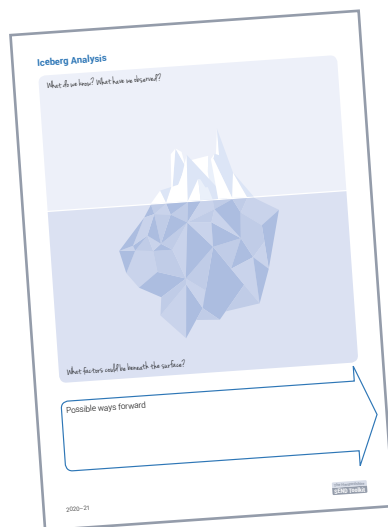 Iceberg Analysis
What do we know? What have we observed?
What factors could be beneath the surface?
Possible ways forward
2020–21
SEND Toolkit